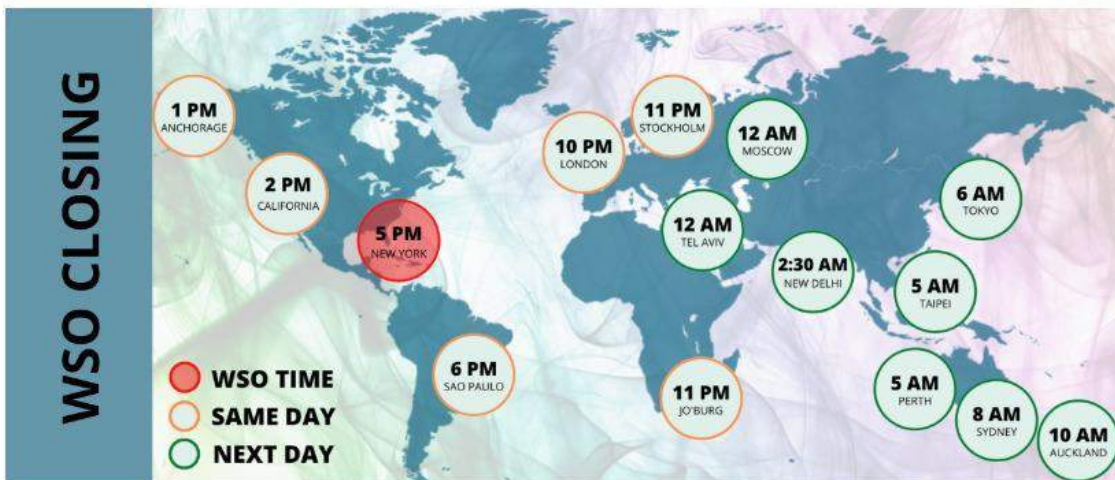 WSO CLOSING
1 PM
ANCHORAGE
2 PM
CALIFORNIA
5 PM
NEW YORK
6 PM
SAO PAULO
10 PM
LONDON
11 PM
STOCKHOLM
12 AM
MOSCOW
12 AM
TEL AVIV
2:30 AM
NEW DELHI
6 AM
TOKYO
5 AM
TAIPEI
11 PM
JO'BURG
5 AM
PERTH
8 AM
SYDNEY
10 AM
AUCKLAND
WSO TIME
SAME DAY
NEXT DAY